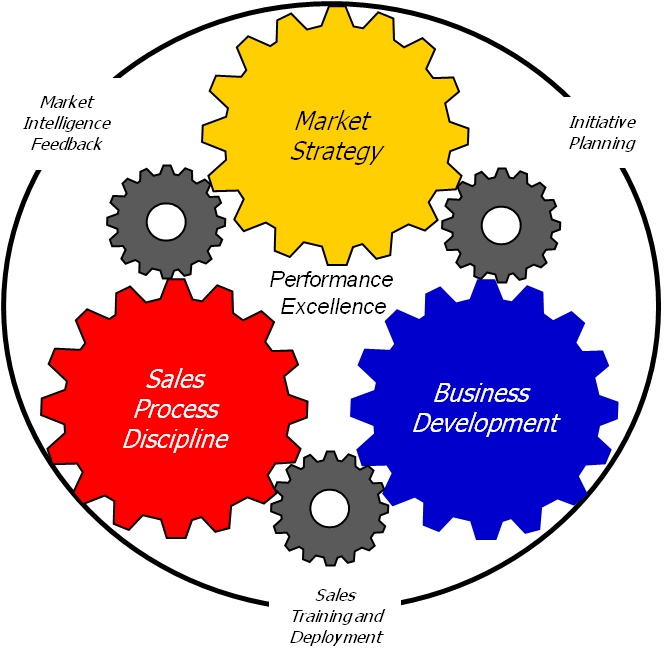 Market
Strategy
Market
Intelligence
Feedback
Initiative
Planning
Performance
Excellence
Sales
Process
Discipline
Business
Development
Sales
Training and
Deployment